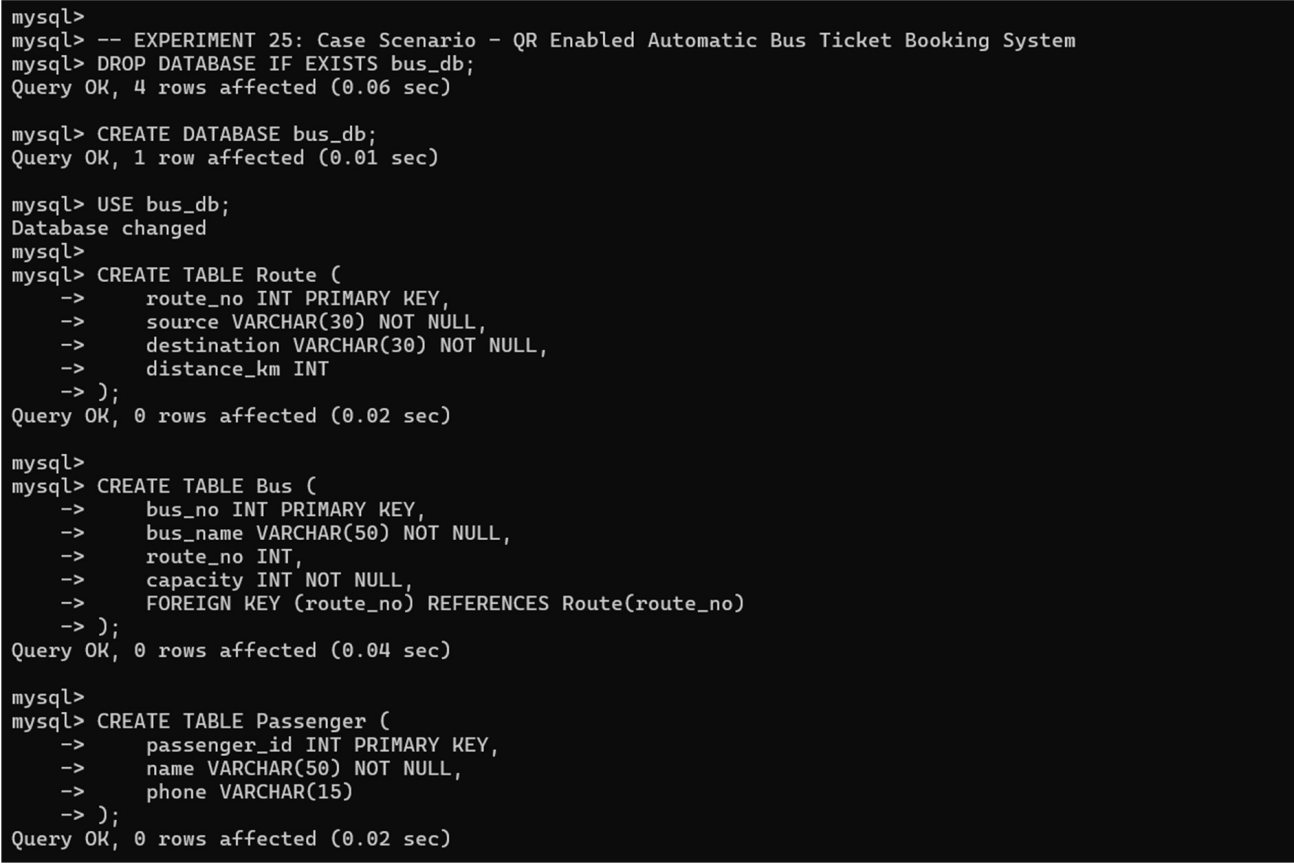 mysql>
mysql> -- EXPERIMENT 25: Case Scenario - QR Enabled Automatic Bus Ticket Booking System
mysql> DROP DATABASE IF EXISTS bus_db;
Query OK, 4 rows affected (0.06 sec)

mysql> CREATE DATABASE bus_db;
Query OK, 1 row affected (0.01 sec)

mysql> USE bus_db;
Database changed
mysql>
mysql> CREATE TABLE Route (
    ->     route_no INT PRIMARY KEY,
    ->     source VARCHAR(30) NOT NULL,
    ->     destination VARCHAR(30) NOT NULL,
    ->     distance_km INT
    -> );
Query OK, 0 rows affected (0.02 sec)

mysql>
mysql> CREATE TABLE Bus (
    ->     bus_no INT PRIMARY KEY,
    ->     bus_name VARCHAR(50) NOT NULL,
    ->     route_no INT,
    ->     capacity INT NOT NULL,
    ->     FOREIGN KEY (route_no) REFERENCES Route(route_no)
    -> );
Query OK, 0 rows affected (0.04 sec)

mysql>
mysql> CREATE TABLE Passenger (
    ->     passenger_id INT PRIMARY KEY,
    ->     name VARCHAR(50) NOT NULL,
    ->     phone VARCHAR(15)
    -> );
Query OK, 0 rows affected (0.02 sec)